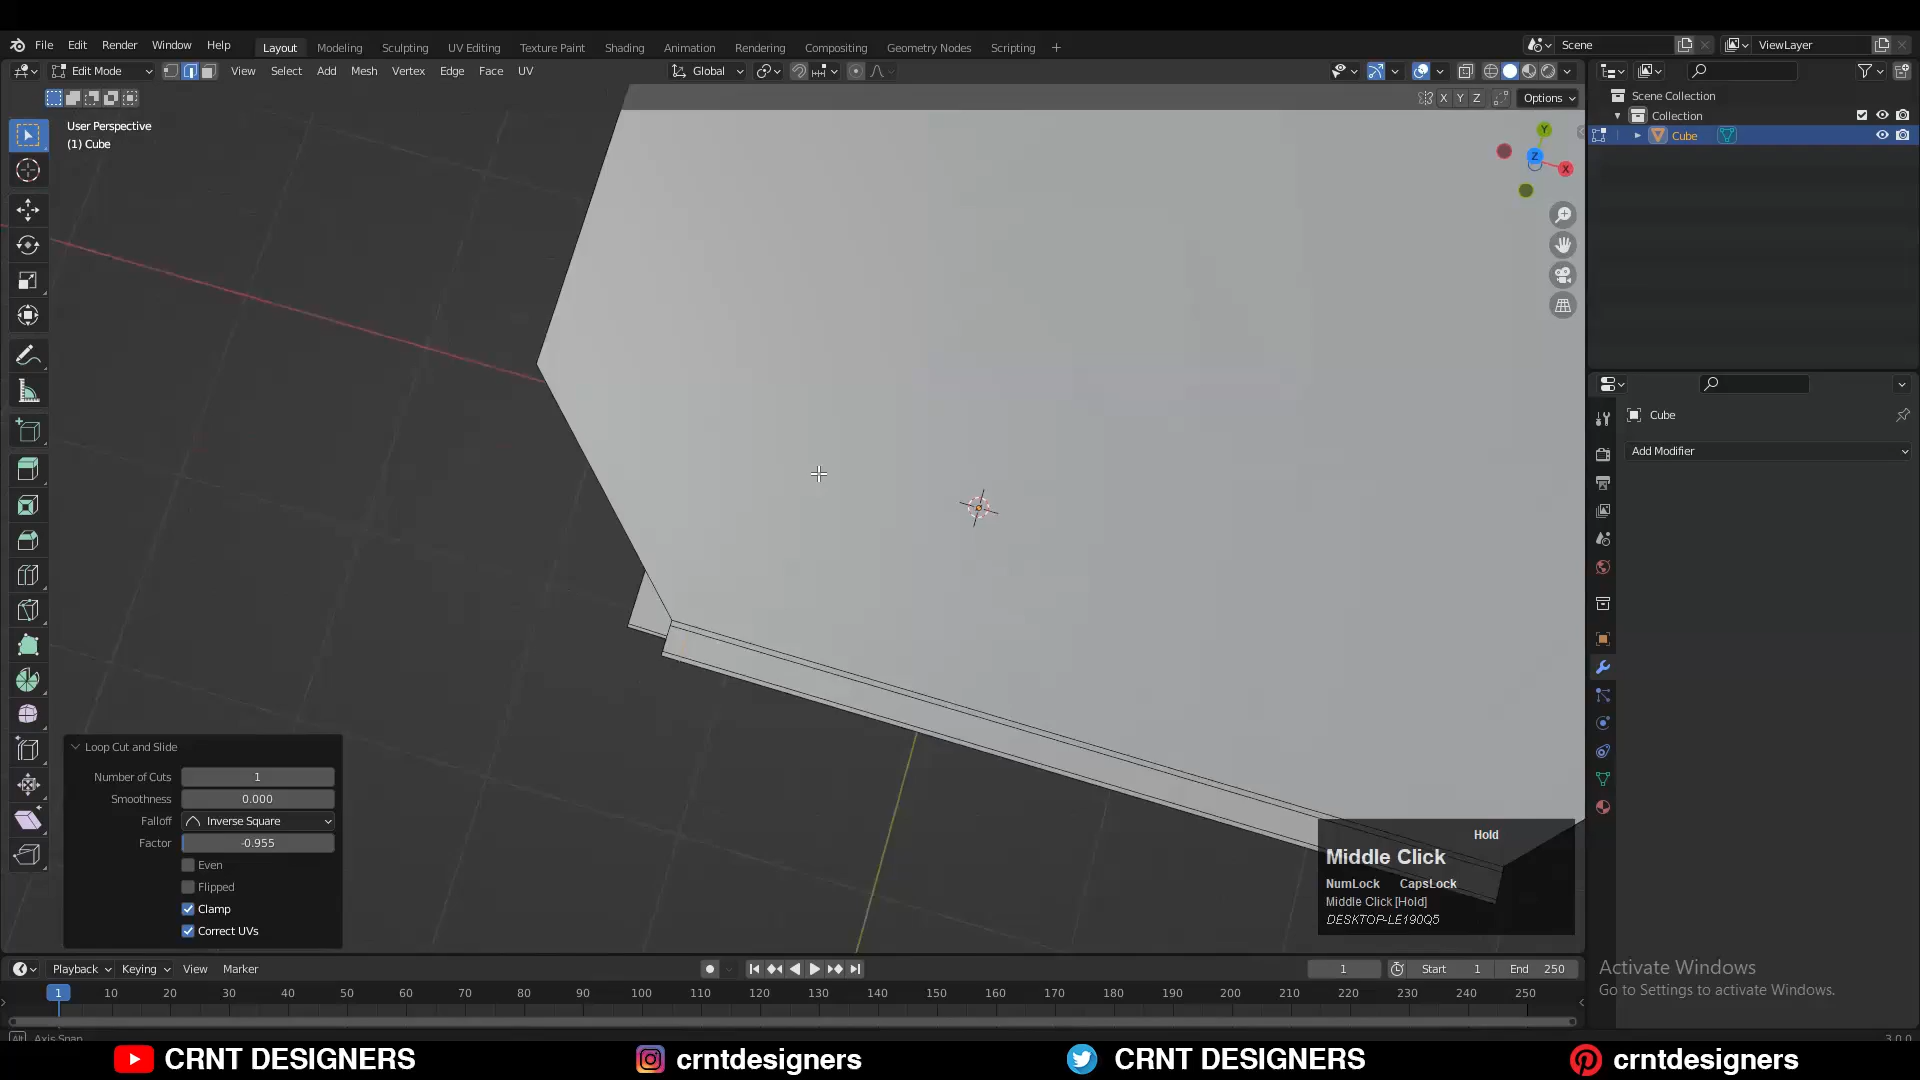 File Edit Render Window Help Layout Modeling Sculpting UV Editing Texture Paint Shading Animation Rendering Compositing Geometry Nodes Scripting + Scene ViewLayer
Edit Mode View Select Add Mesh Vertex Edge Face UV Global
X Y Z Options
User Perspective
(1) Cube
Y
Z
X
Scene Collection
Collection
Cube
Cube
Add Modifier
Loop Cut and Slide
Number of Cuts 1
Smoothness 0.000
Falloff Inverse Square
Factor -0.955
Even
Flipped
Clamp
Correct UVs
Hold
Middle Click
NumLock CapsLock
Middle Click [Hold]
DESKTOP-LE190Q5
Playback Keying View Marker 1 Start 1 End 250
1 10 20 30 40 50 60 70 80 90 100 110 120 130 140 150 160 170 180 190 200 210 220 230 240 250
Activate Windows
Go to Settings to activate Windows.
Alt Axis Snap
3.0.0
CRNT DESIGNERS crntdesigners CRNT DESIGNERS crntdesigners